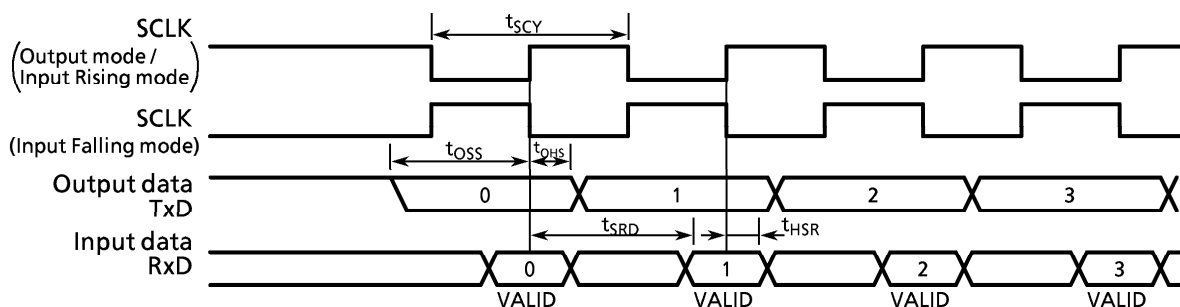 SCLK
(Output mode /
Input Rising mode)
tSCY
SCLK
(Input Falling mode)
tOSS
tOHS
Output data
TxD
0
1
2
3
Input data
RxD
tSRD
tHSR
0
1
2
3
VALID
VALID
VALID
VALID